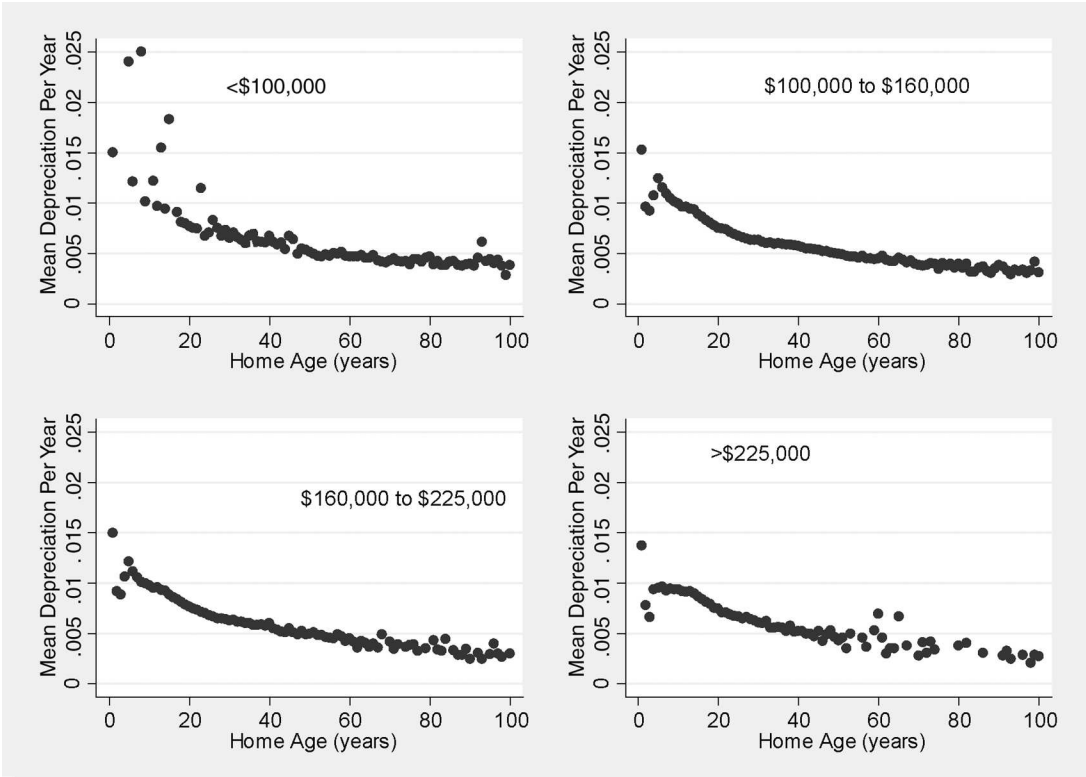 Mean Depreciation Per Year
.025
.02
.015
.01
.005
0
<$100,000
0 20 40 60 80 100
Home Age (years)
Mean Depreciation Per Year
.025
.02
.015
.01
.005
0
$100,000 to $160,000
0 20 40 60 80 100
Home Age (years)
Mean Depreciation Per Year
.025
.02
.015
.01
.005
0
$160,000 to $225,000
0 20 40 60 80 100
Home Age (years)
Mean Depreciation Per Year
.025
.02
.015
.01
.005
0
>$225,000
0 20 40 60 80 100
Home Age (years)